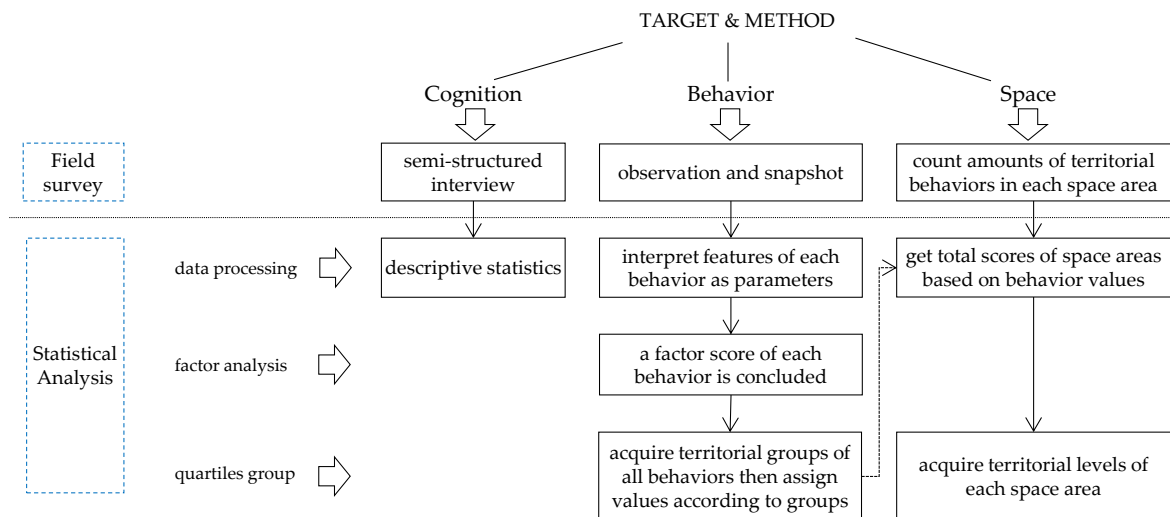 TARGET & METHOD
Cognition
Behavior
Space
Field
survey
semi-structured
interview
observation and snapshot
count amounts of territorial
behaviors in each space area
Statistical
Analysis
data processing
descriptive statistics
interpret features of each
behavior as parameters
get total scores of space areas
based on behavior values
factor analysis
a factor score of each
behavior is concluded
quartiles group
acquire territorial groups of
all behaviors then assign
values according to groups
acquire territorial levels of
each space area